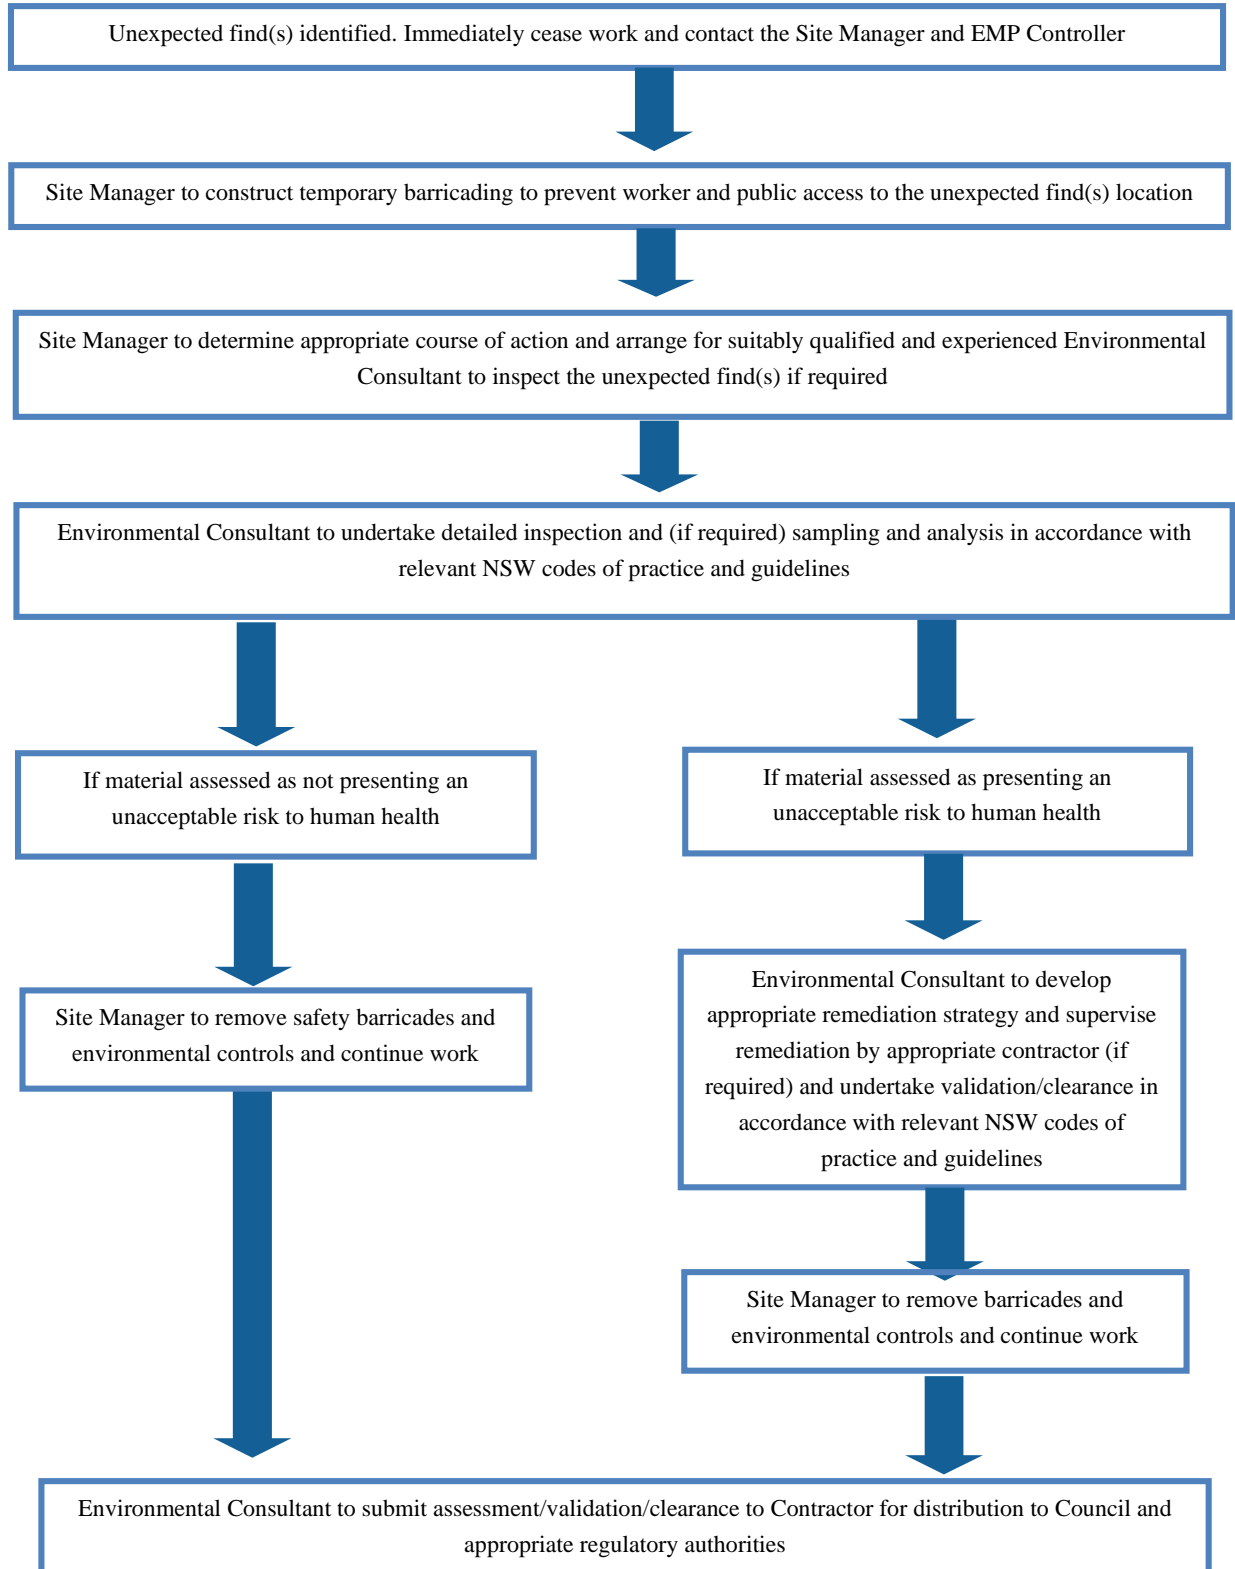 Unexpected find(s) identified. Immediately cease work and contact the Site Manager and EMP Controller
Site Manager to construct temporary barricading to prevent worker and public access to the unexpected find(s) location
Site Manager to determine appropriate course of action and arrange for suitably qualified and experienced Environmental
Consultant to inspect the unexpected find(s) if required
Environmental Consultant to undertake detailed inspection and (if required) sampling and analysis in accordance with
relevant NSW codes of practice and guidelines
If material assessed as not presenting an
unacceptable risk to human health
Site Manager to remove safety barricades and
environmental controls and continue work
If material assessed as presenting an
unacceptable risk to human health
Environmental Consultant to develop
appropriate remediation strategy and supervise
remediation by appropriate contractor (if
required) and undertake validation/clearance in
accordance with relevant NSW codes of
practice and guidelines
Site Manager to remove barricades and
environmental controls and continue work
Environmental Consultant to submit assessment/validation/clearance to Contractor for distribution to Council and
appropriate regulatory authorities